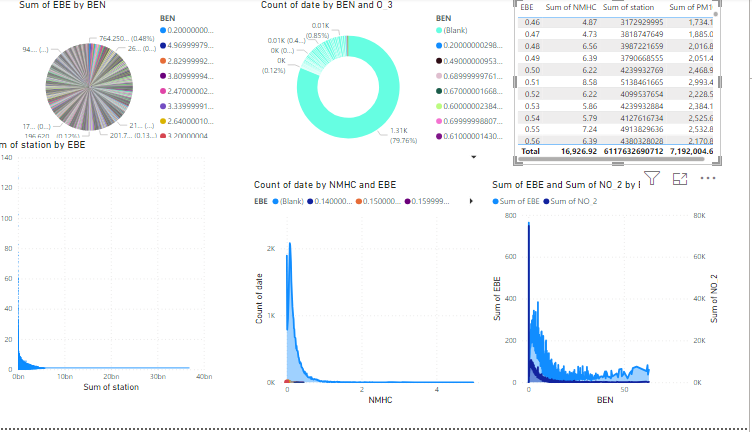 Sum of EBE by BEN
764.250... (0.48%)
94.... (...)
26... (0...)
17... (0...)
21... (...)
196.620
(0.12%)
201.7... (0.13...)
BEN
0.20000000...
4.96999979...
2.82999992...
3.80999994...
2.47000002...
3.33999991...
2.64000010...
3.20000004
Count of date by BEN and O_3
0.01K
(0.85%)
0.01K (0.4...)
0K (0...)
0K
(0.12%)
1.31K
(79.76%)
BEN
(Blank)
0.20000000298...
0.49000000953...
0.68999999761...
0.67000001668...
0.60000002384...
0.69999998807...
0.61000001430...
EBE Sum of NMHC Sum of station Sum of PM1
0.46 4.87 3172929995 1,734.1
0.47 4.73 3818747649 1,885.0
0.48 6.56 3987221659 2,016.8
0.49 6.39 3790668555 2,051.4
0.50 6.22 4239932769 2,468.9
0.51 8.58 5138461665 2,993.4
0.52 6.22 4099537654 2,228.5
0.53 5.86 4239932884 2,384.1
0.54 5.79 4127616734 2,525.6
0.55 7.24 4913829636 2,532.8
0.56 6.39 4380328028 2,170.8
Total 16,926.92 6117632690712 7,192,004.6
m of station by EBE
140
120
100
80
60
40
20
0
0bn 10bn 20bn 30bn 40bn
Sum of station
Count of date by NMHC and EBE
EBE (Blank) 0.140000... 0.150000... 0.159999...
Count of date
2K
1K
0K
0 2 4
NMHC
Sum of EBE and Sum of NO_2 by E
Sum of EBE Sum of NO_2
Sum of EBE
800
600
400
200
0
80K
60K
40K
20K
0K
Sum of NO_2
0 50
BEN